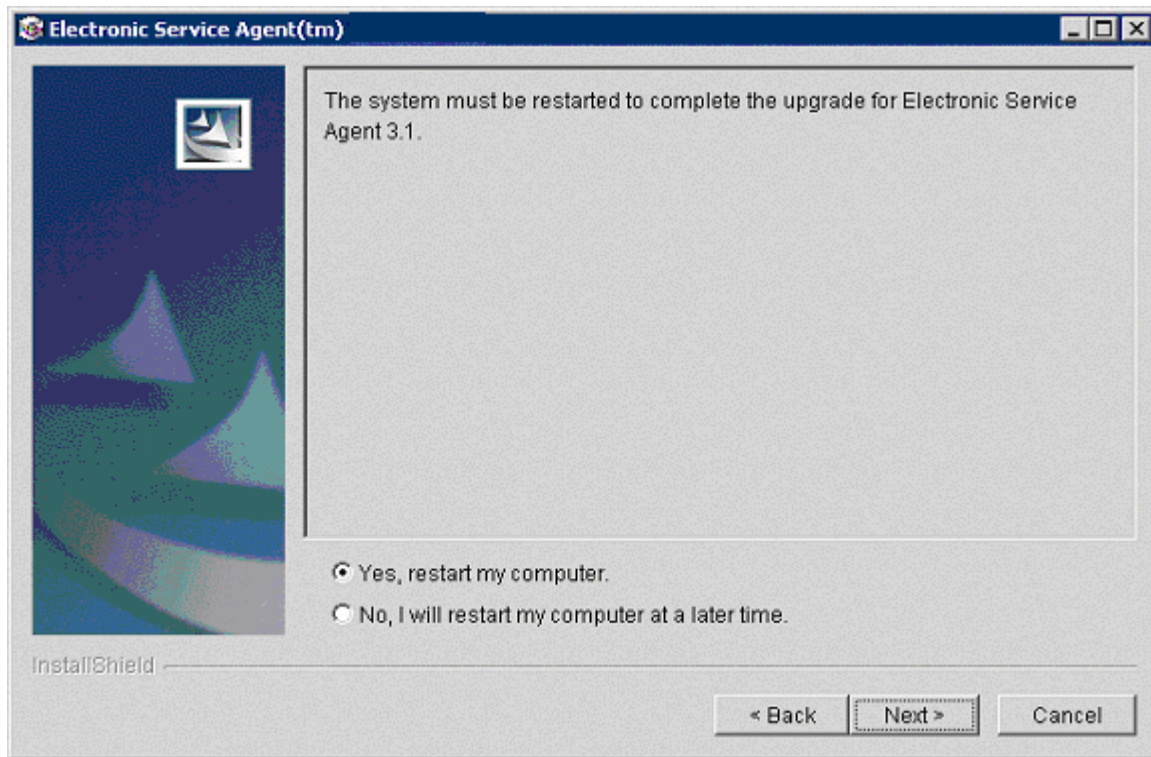 Electronic Service Agent(tm)
The system must be restarted to complete the upgrade for Electronic Service
Agent 3.1.
Yes, restart my computer.
No, I will restart my computer at a later time.
InstallShield
< Back
Next >
Cancel